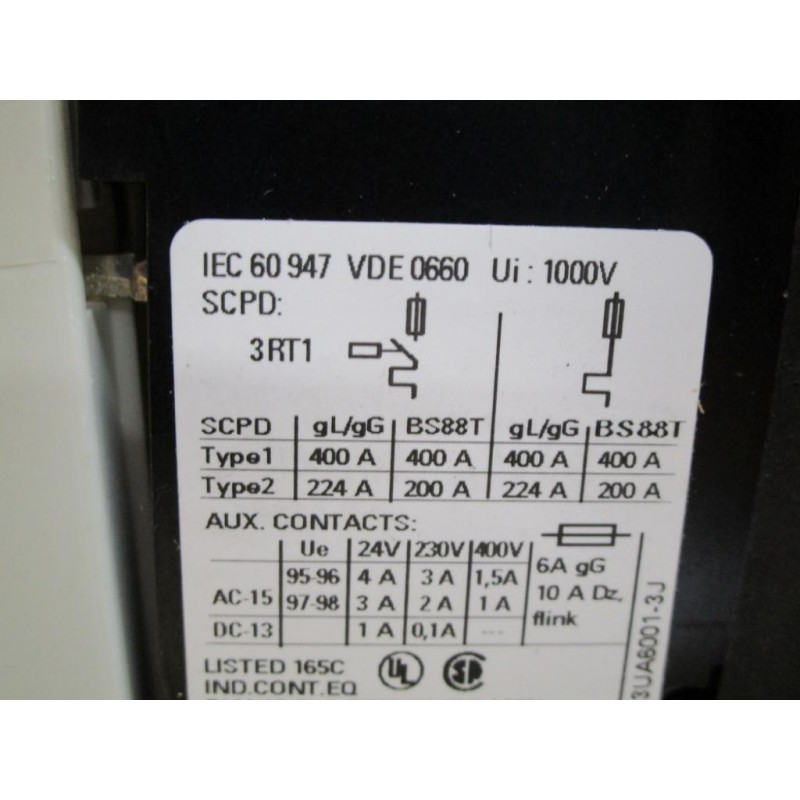 IEC 60 947 VDE 0660 Ui : 1000V
SCPD:
3RT1
SCPD gL/gG BS88T gL/gG BS88T
Type1 400 A 400 A 400 A 400 A
Type2 224 A 200 A 224 A 200 A
AUX. CONTACTS:
Ue 24V 230V 400V
95-96 4 A 3 A 1,5A
AC-15 97-98 3 A 2 A 1 A
DC-13 1 A 0,1A ---
6A gG
10 A Dz,
flink
3UA6001-3J
LISTED 165C UL SP
IND.CONT.EQ